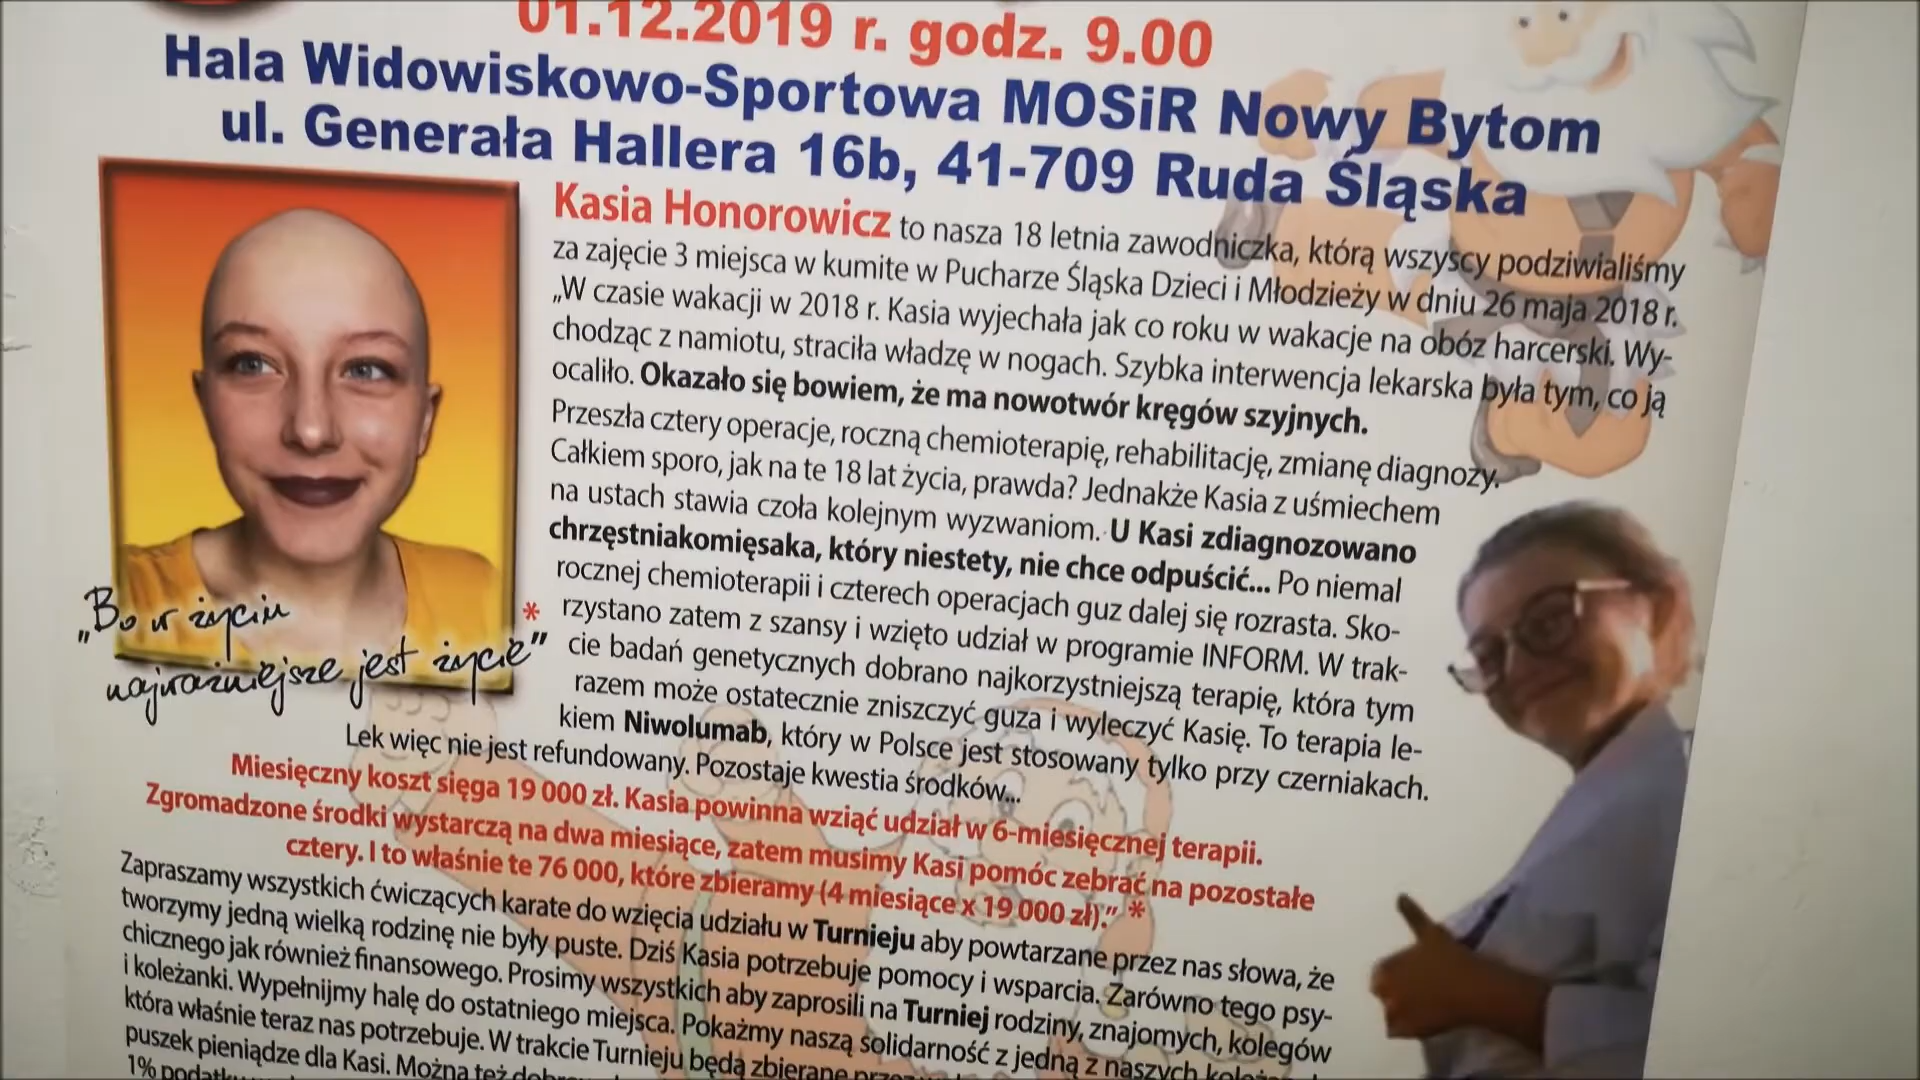 01.12.2019 r. godz. 9.00
Hala Widowiskowo-Sportowa MOSiR Nowy Bytom
ul. Generała Hallera 16b, 41-709 Ruda Śląska
Kasia Honorowicz to nasza 18 letnia zawodniczka, którą wszyscy podziwialiśmy
za zajęcie 3 miejsca w kumite w Pucharze Śląska Dzieci i Młodzieży w dniu 26 maja 2018 r.
„W czasie wakacji w 2018 r. Kasia wyjechała jak co roku w wakacje na obóz harcerski. Wy-
chodząc z namiotu, straciła władzę w nogach. Szybka interwencja lekarska była tym, co ją
ocaliło. Okazało się bowiem, że ma nowotwór kręgów szyjnych.
Przeszła cztery operacje, roczną chemioterapię, rehabilitację, zmianę diagnozy.
Całkiem sporo, jak na te 18 lat życia, prawda? Jednakże Kasia z uśmiechem
na ustach stawia czoła kolejnym wyzwaniom. U Kasi zdiagnozowano
chrzęstniakomięsaka, który niestety, nie chce odpuścić... Po niemal
rocznej chemioterapii i czterech operacjach guz dalej się rozrasta. Sko-
rzystano zatem z szansy i wzięto udział w programie INFORM. W trak-
cie badań genetycznych dobrano najkorzystniejszą terapię, która tym
razem może ostatecznie zniszczyć guza i wyleczyć Kasię. To terapia le-
kiem Niwolumab, który w Polsce jest stosowany tylko przy czerniakach.
Lek więc nie jest refundowany. Pozostaje kwestia środków...
„Bo w życiu
najważniejsze jest życie" *
Miesięczny koszt sięga 19 000 zł. Kasia powinna wziąć udział w 6-miesięcznej terapii.
Zgromadzone środki wystarczą na dwa miesiące, zatem musimy Kasi pomóc zebrać na pozostałe
cztery. I to właśnie te 76 000, które zbieramy (4 miesiące x 19 000 zł)." *
Zapraszamy wszystkich ćwiczących karate do wzięcia udziału w Turnieju aby powtarzane przez nas słowa, że
tworzymy jedną wielką rodzinę nie były puste. Dziś Kasia potrzebuje pomocy i wsparcia. Zarówno tego psy-
chicznego jak również finansowego. Prosimy wszystkich aby zaprosili na Turniej rodziny, znajomych, kolegów
i koleżanki. Wypełnijmy halę do ostatniego miejsca. Pokażmy naszą solidarność z jedną z naszych
która właśnie teraz nas potrzebuje. W trakcie Turnieju będą zbierane
puszek pieniądze dla Kasi. Można też
1%